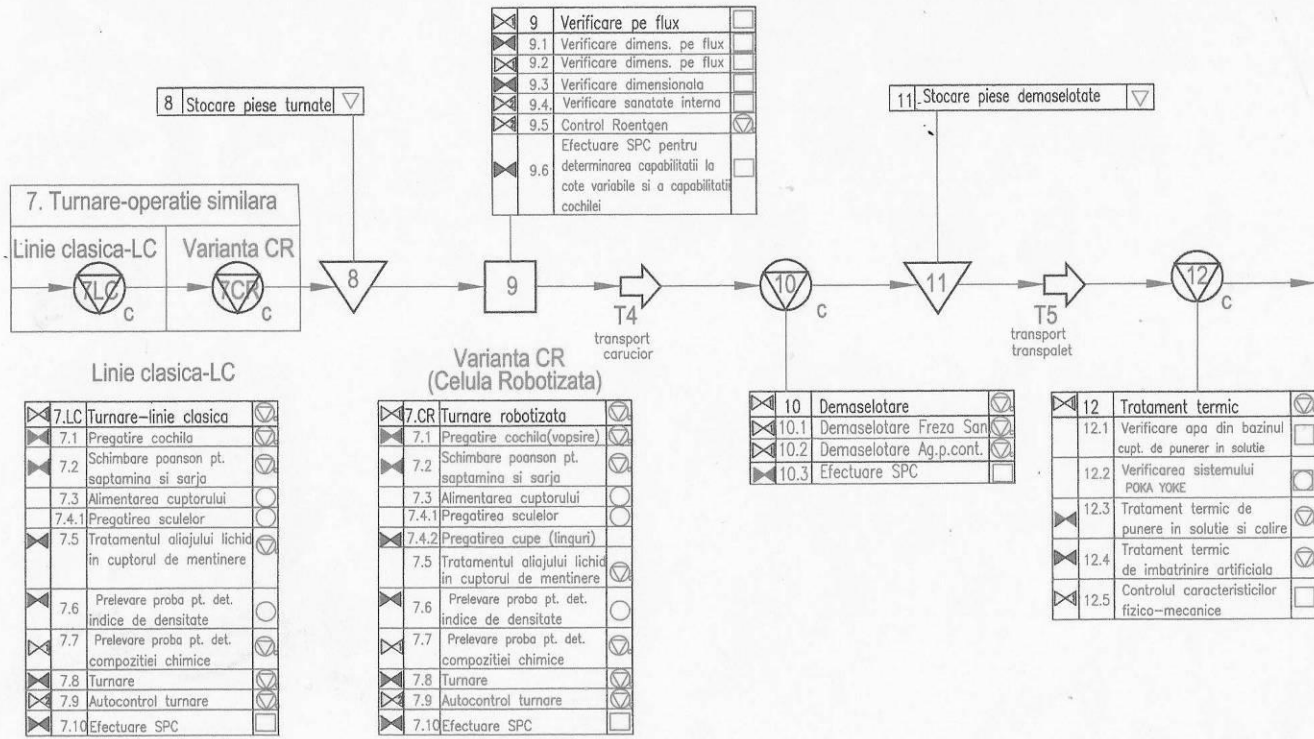 9 Verificare pe flux
9.1 Verificare dimens. pe flux
9.2 Verificare dimens. pe flux
9.3 Verificare dimensionala
9.4. Verificare sanatate interna
9.5 Control Roentgen
9.6 Efectuare SPC pentru
determinarea capabilitatii la
cote variabile si a capabilitatii
cochilei
8 Stocare piese turnate
11. Stocare piese demaselotate
7. Turnare-operatie similara
Linie clasica-LC
Varianta CR
7LC
C
7CR
C
8
9
T4
transport
carucior
10
C
11
T5
transport
transpalet
12
C
Linie clasica-LC
7.LC Turnare-linie clasica
7.1 Pregatire cochila
7.2 Schimbare poanson pt.
saptamina si sarja
7.3 Alimentarea cuptorului
7.4.1 Pregatirea sculelor
7.5 Tratamentul aliajului lichid
in cuptorul de mentinere
7.6 Prelevare proba pt. det.
indice de densitate
7.7 Prelevare proba pt. det.
compozitiei chimice
7.8 Turnare
7.9 Autocontrol turnare
7.10 Efectuare SPC
Varianta CR
(Celula Robotizata)
7.CR Turnare robotizata
7.1 Pregatire cochila(vopsire)
7.2 Schimbare poanson pt.
saptamina si sarja
7.3 Alimentarea cuptorului
7.4.1 Pregatirea sculelor
7.4.2 Pregatirea cupe (linguri)
7.5 Tratamentul aliajului lichid
in cuptorul de mentinere
7.6 Prelevare proba pt. det.
indice de densitate
7.7 Prelevare proba pt. det.
compozitiei chimice
7.8 Turnare
7.9 Autocontrol turnare
7.10 Efectuare SPC
10 Demaselotare
10.1 Demaselotare Freza San
10.2 Demaselotare Ag.p.cont.
10.3 Efectuare SPC
12 Tratament termic
12.1 Verificare apa din bazinul
cupt. de punerer in solutie
12.2 Verificarea sistemului
POKA YOKE
12.3 Tratament termic de
punere in solutie si calire
12.4 Tratament termic
de imbatrinire artificiala
12.5 Controlul caracteristicilor
fizico-mecanice